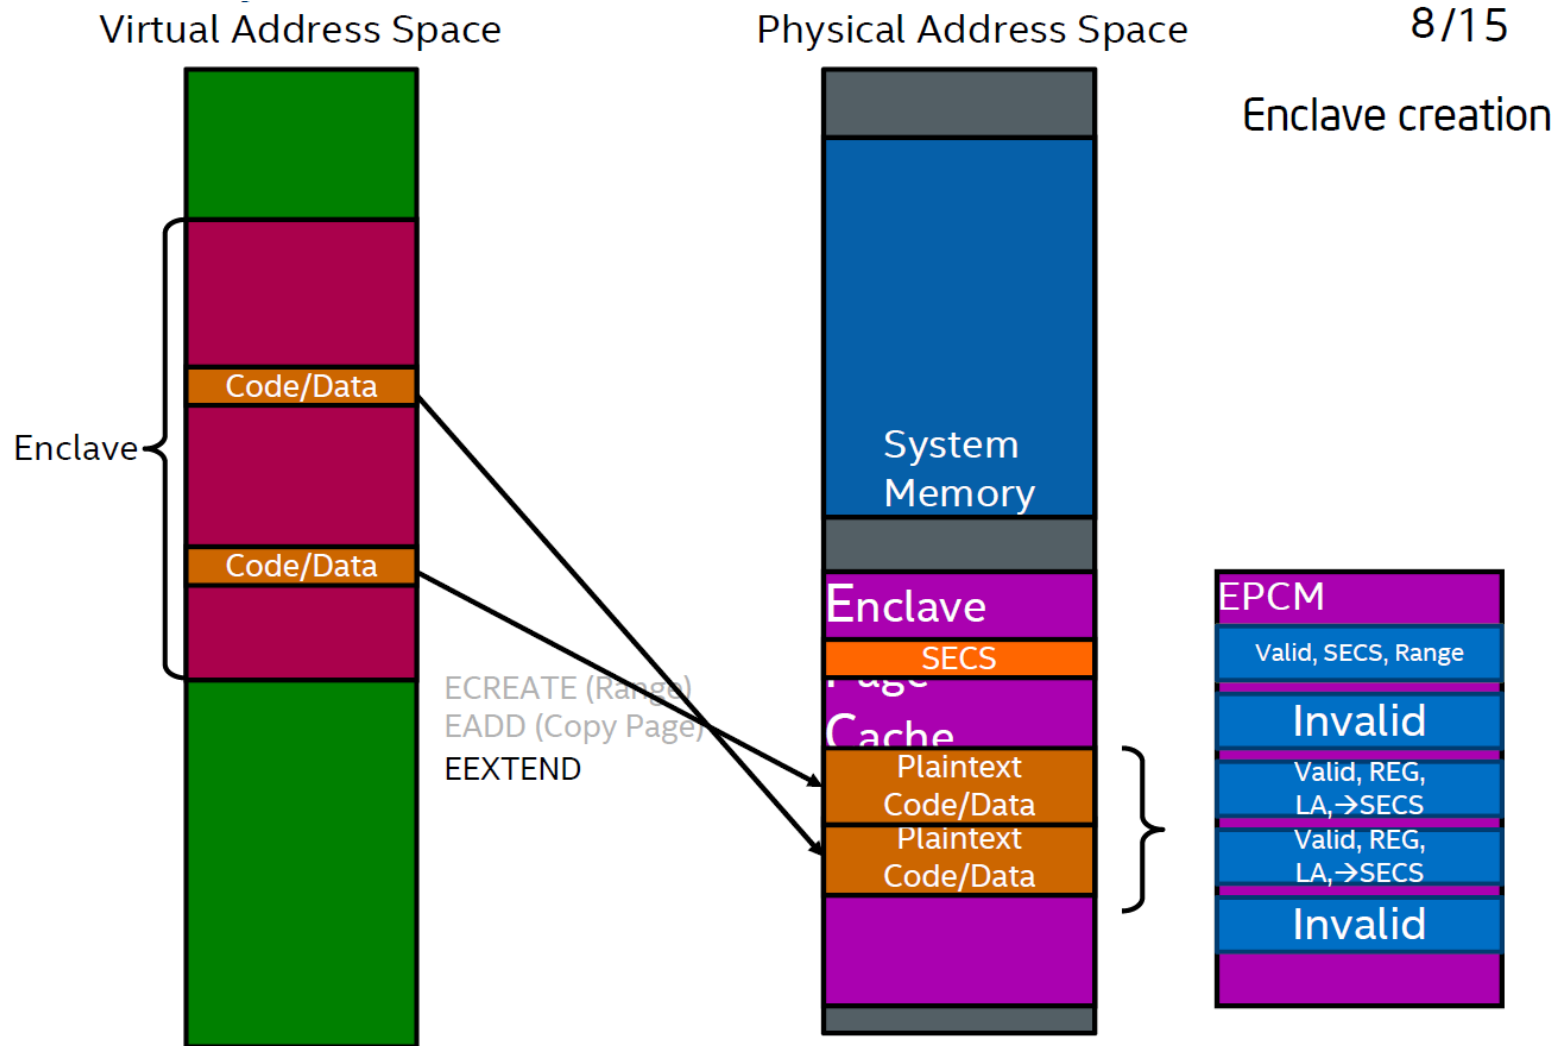 Virtual Address Space
Physical Address Space
8/15
Enclave creation
Code/Data
Enclave
Code/Data
System
Memory
ECREATE (Range)
EADD (Copy Page)
EEXTEND
Enclave
SECS
Page
Cache
Plaintext
Code/Data
Plaintext
Code/Data
EPCM
Valid, SECS, Range
Invalid
Valid, REG,
LA,→SECS
Valid, REG,
LA,→SECS
Invalid